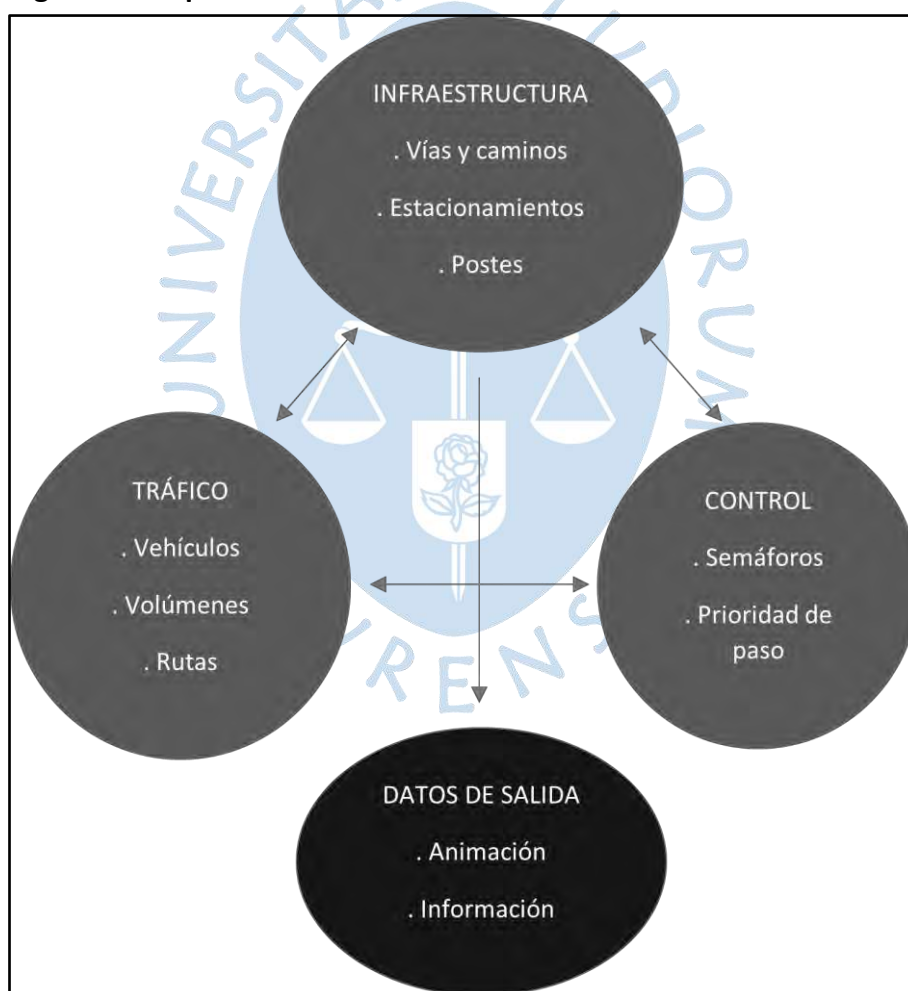 INFRAESTRUCTURA
. Vías y caminos
. Estacionamientos
. Postes
TRÁFICO
. Vehículos
. Volúmenes
. Rutas
CONTROL
. Semáforos
. Prioridad de
paso
DATOS DE SALIDA
. Animación
. Información